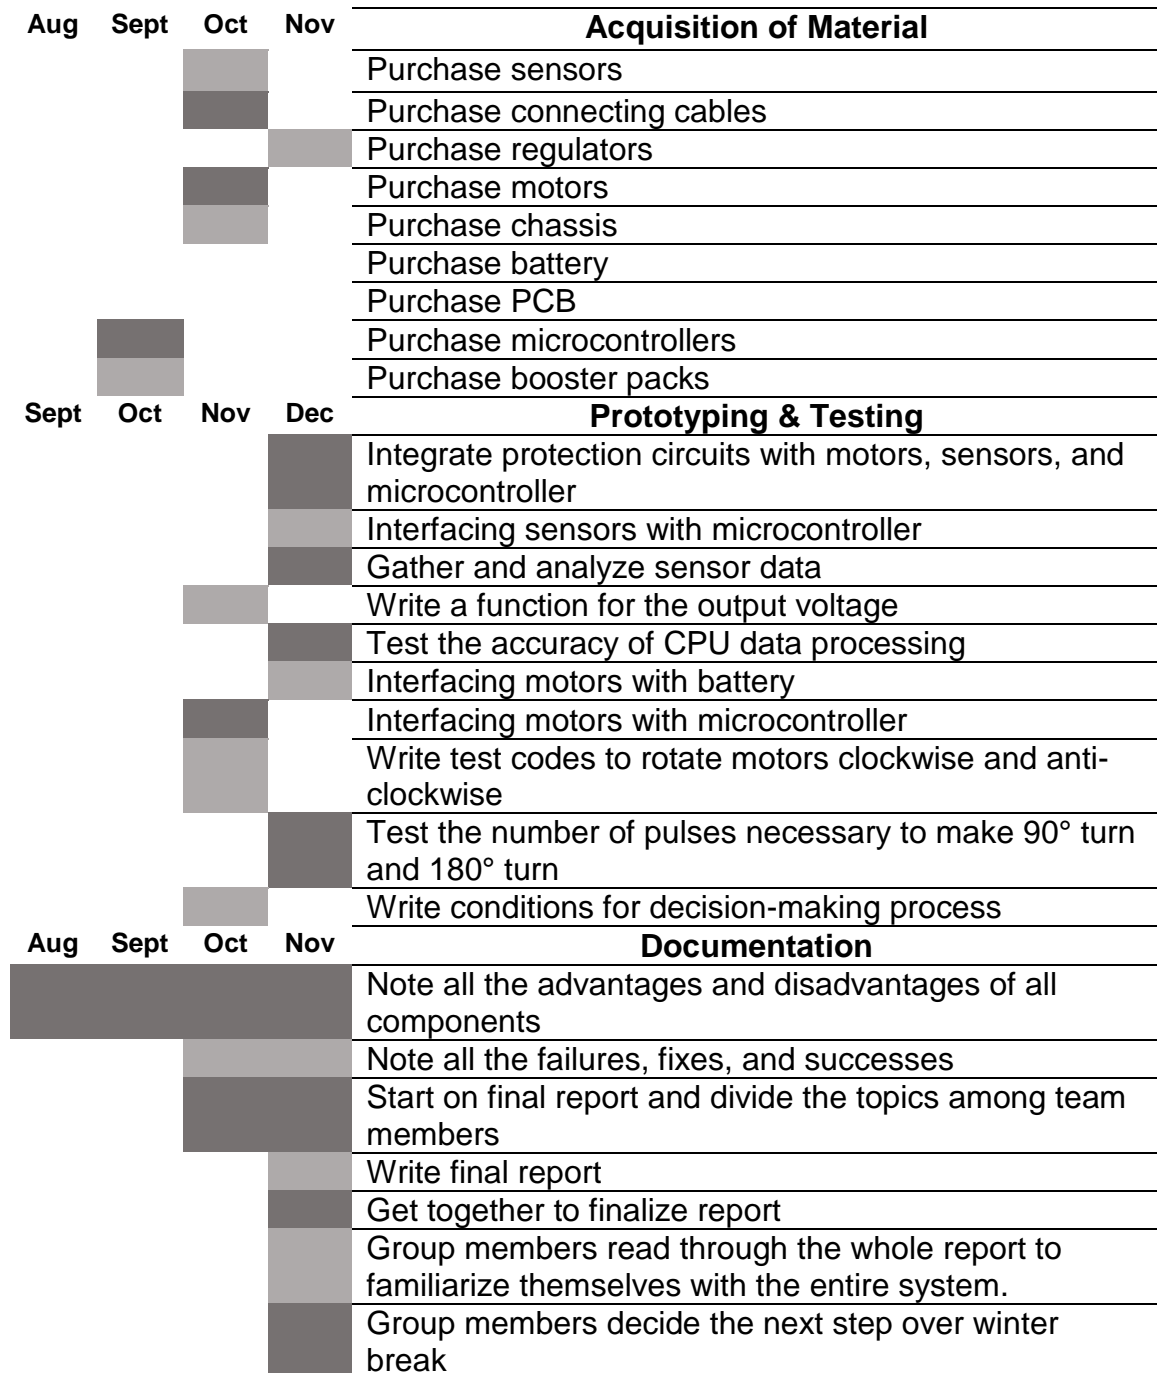 Aug Sept Oct Nov Acquisition of Material
Purchase sensors
Purchase connecting cables
Purchase regulators
Purchase motors
Purchase chassis
Purchase battery
Purchase PCB
Purchase microcontrollers
Purchase booster packs
Sept Oct Nov Dec Prototyping & Testing
Integrate protection circuits with motors, sensors, and
microcontroller
Interfacing sensors with microcontroller
Gather and analyze sensor data
Write a function for the output voltage
Test the accuracy of CPU data processing
Interfacing motors with battery
Interfacing motors with microcontroller
Write test codes to rotate motors clockwise and anti-
clockwise
Test the number of pulses necessary to make 90° turn
and 180° turn
Write conditions for decision-making process
Aug Sept Oct Nov Documentation
Note all the advantages and disadvantages of all
components
Note all the failures, fixes, and successes
Start on final report and divide the topics among team
members
Write final report
Get together to finalize report
Group members read through the whole report to
familiarize themselves with the entire system.
Group members decide the next step over winter
break